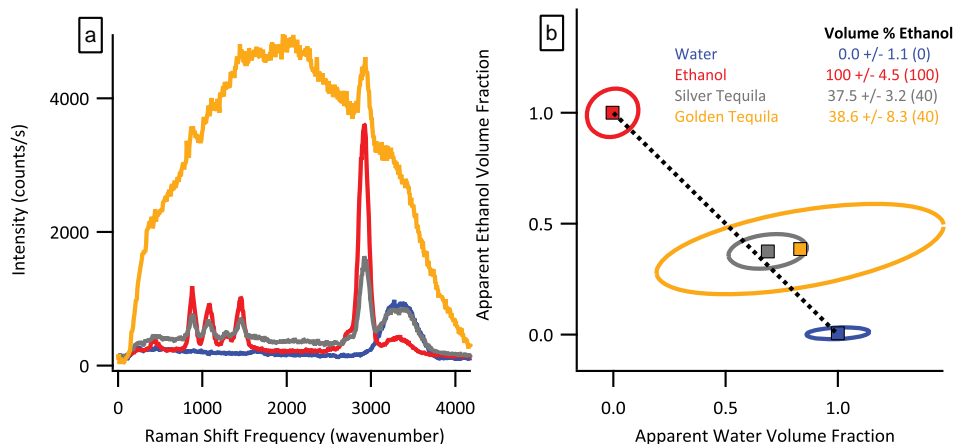 a
Intensity (counts/s)
4000
2000
0
0 1000 2000 3000 4000
Raman Shift Frequency (wavenumber)
b
Apparent Ethanol Volume Fraction
Volume % Ethanol
Water 0.0 +/- 1.1 (0)
Ethanol 100 +/- 4.5 (100)
Silver Tequila 37.5 +/- 3.2 (40)
Golden Tequila 38.6 +/- 8.3 (40)
1.0
0.5
0.0
0.0 0.5 1.0
Apparent Water Volume Fraction